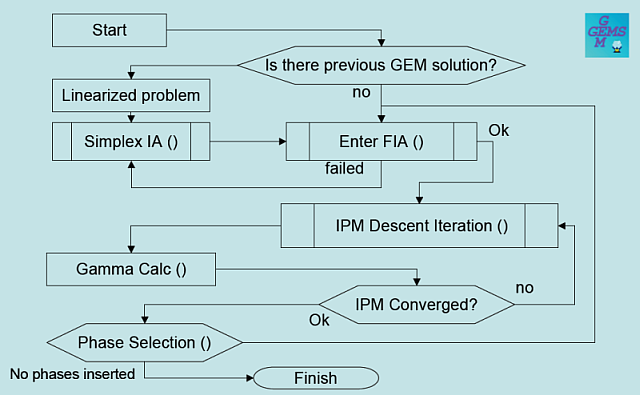 Start
G
GEMS
M
Is there previous GEM solution?
no
Linearized problem
Simplex IA ()
Enter FIA ()
Ok
failed
IPM Descent Iteration ()
Gamma Calc ()
no
IPM Converged?
Ok
Phase Selection ()
No phases inserted
Finish